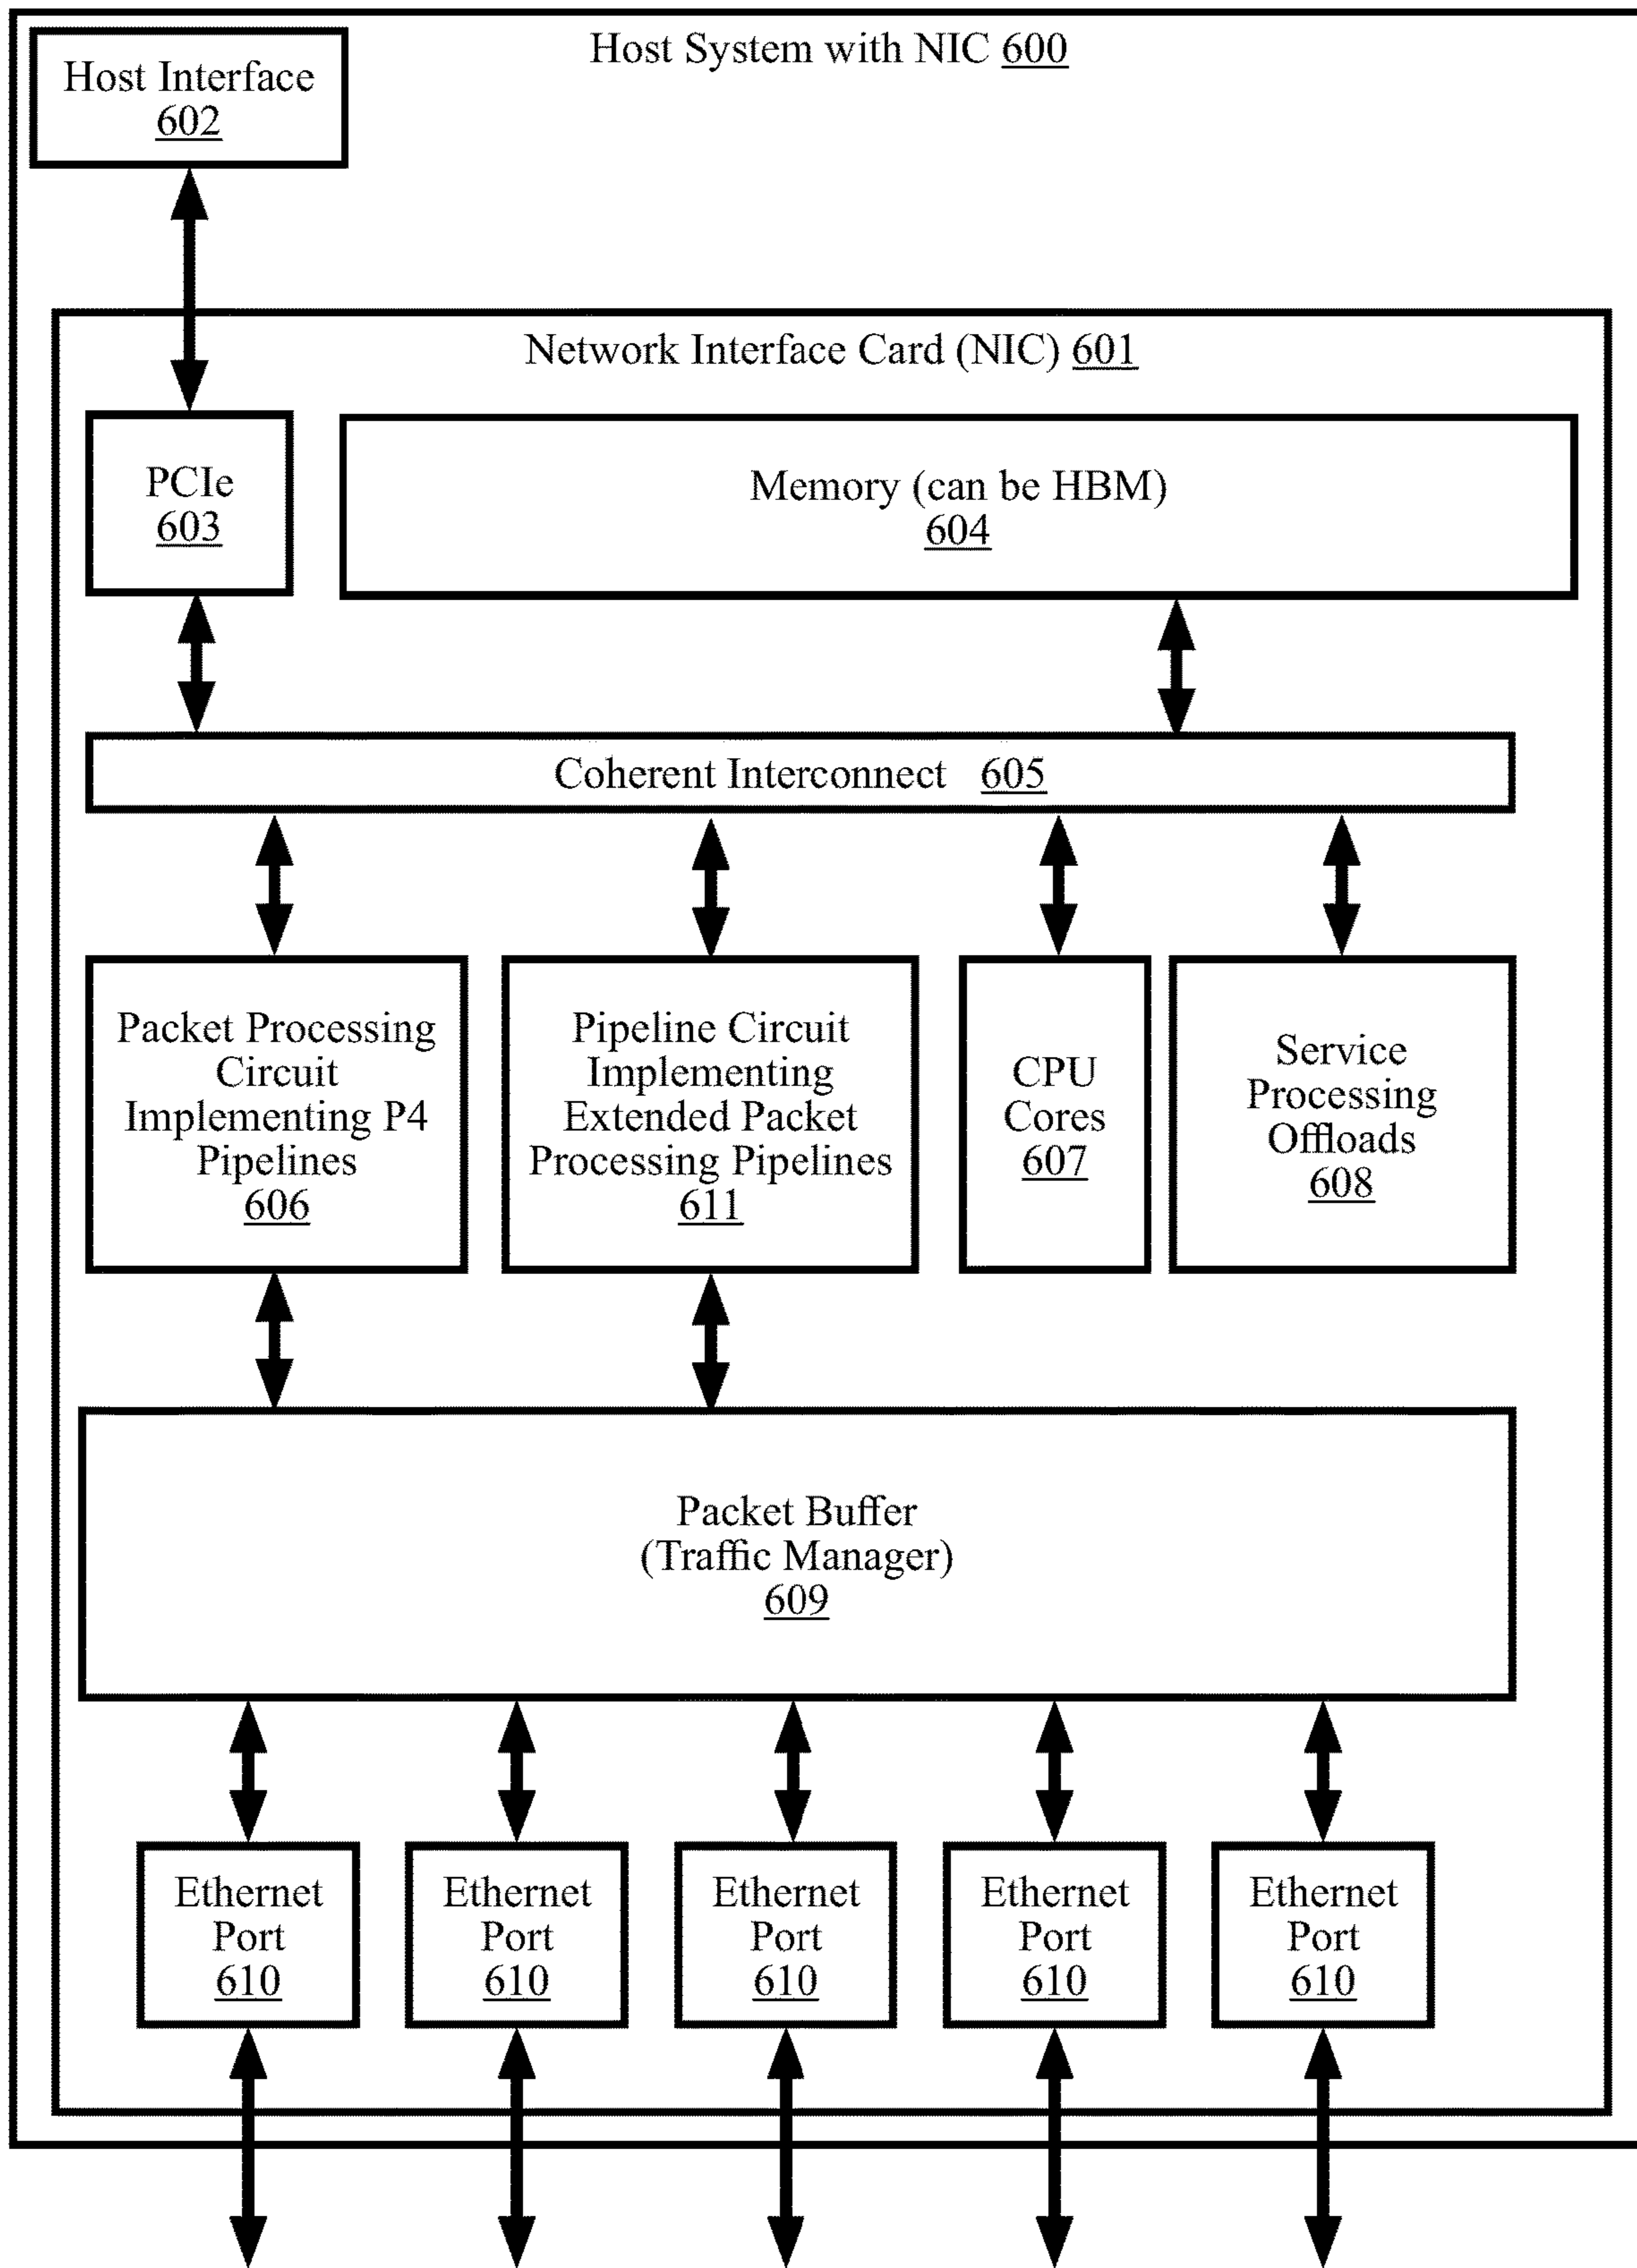 Host System with NIC 600
Host Interface
602
Network Interface Card (NIC) 601
PCIe
603
Memory (can be HBM)
604
Coherent Interconnect 605
Packet Processing
Circuit
Implementing P4
Pipelines
606
Pipeline Circuit
Implementing
Extended Packet
Processing Pipelines
611
CPU
Cores
607
Service
Processing
Offloads
608
Packet Buffer
(Traffic Manager)
609
Ethernet
Port
610
Ethernet
Port
610
Ethernet
Port
610
Ethernet
Port
610
Ethernet
Port
610